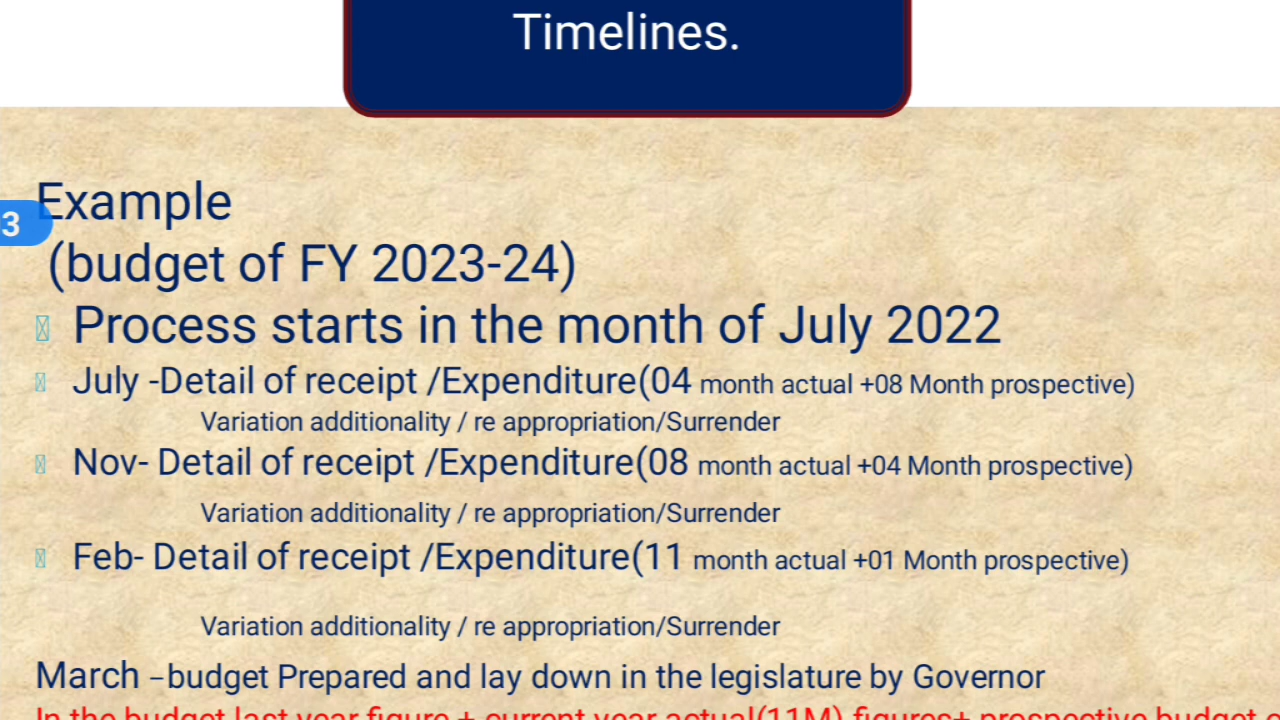 Timelines.
Example
3
(budget of FY 2023-24)
Process starts in the month of July 2022
July -Detail of receipt /Expenditure(04 month actual +08 Month prospective)
Variation additionality / re appropriation/Surrender
Nov- Detail of receipt /Expenditure(08 month actual +04 Month prospective)
Variation additionality / re appropriation/Surrender
Feb- Detail of receipt /Expenditure(11 month actual +01 Month prospective)
Variation additionality / re appropriation/Surrender
March –budget Prepared and lay down in the legislature by Governor
In the budget last year figure + current year actual(11M) figures+ prospective budget